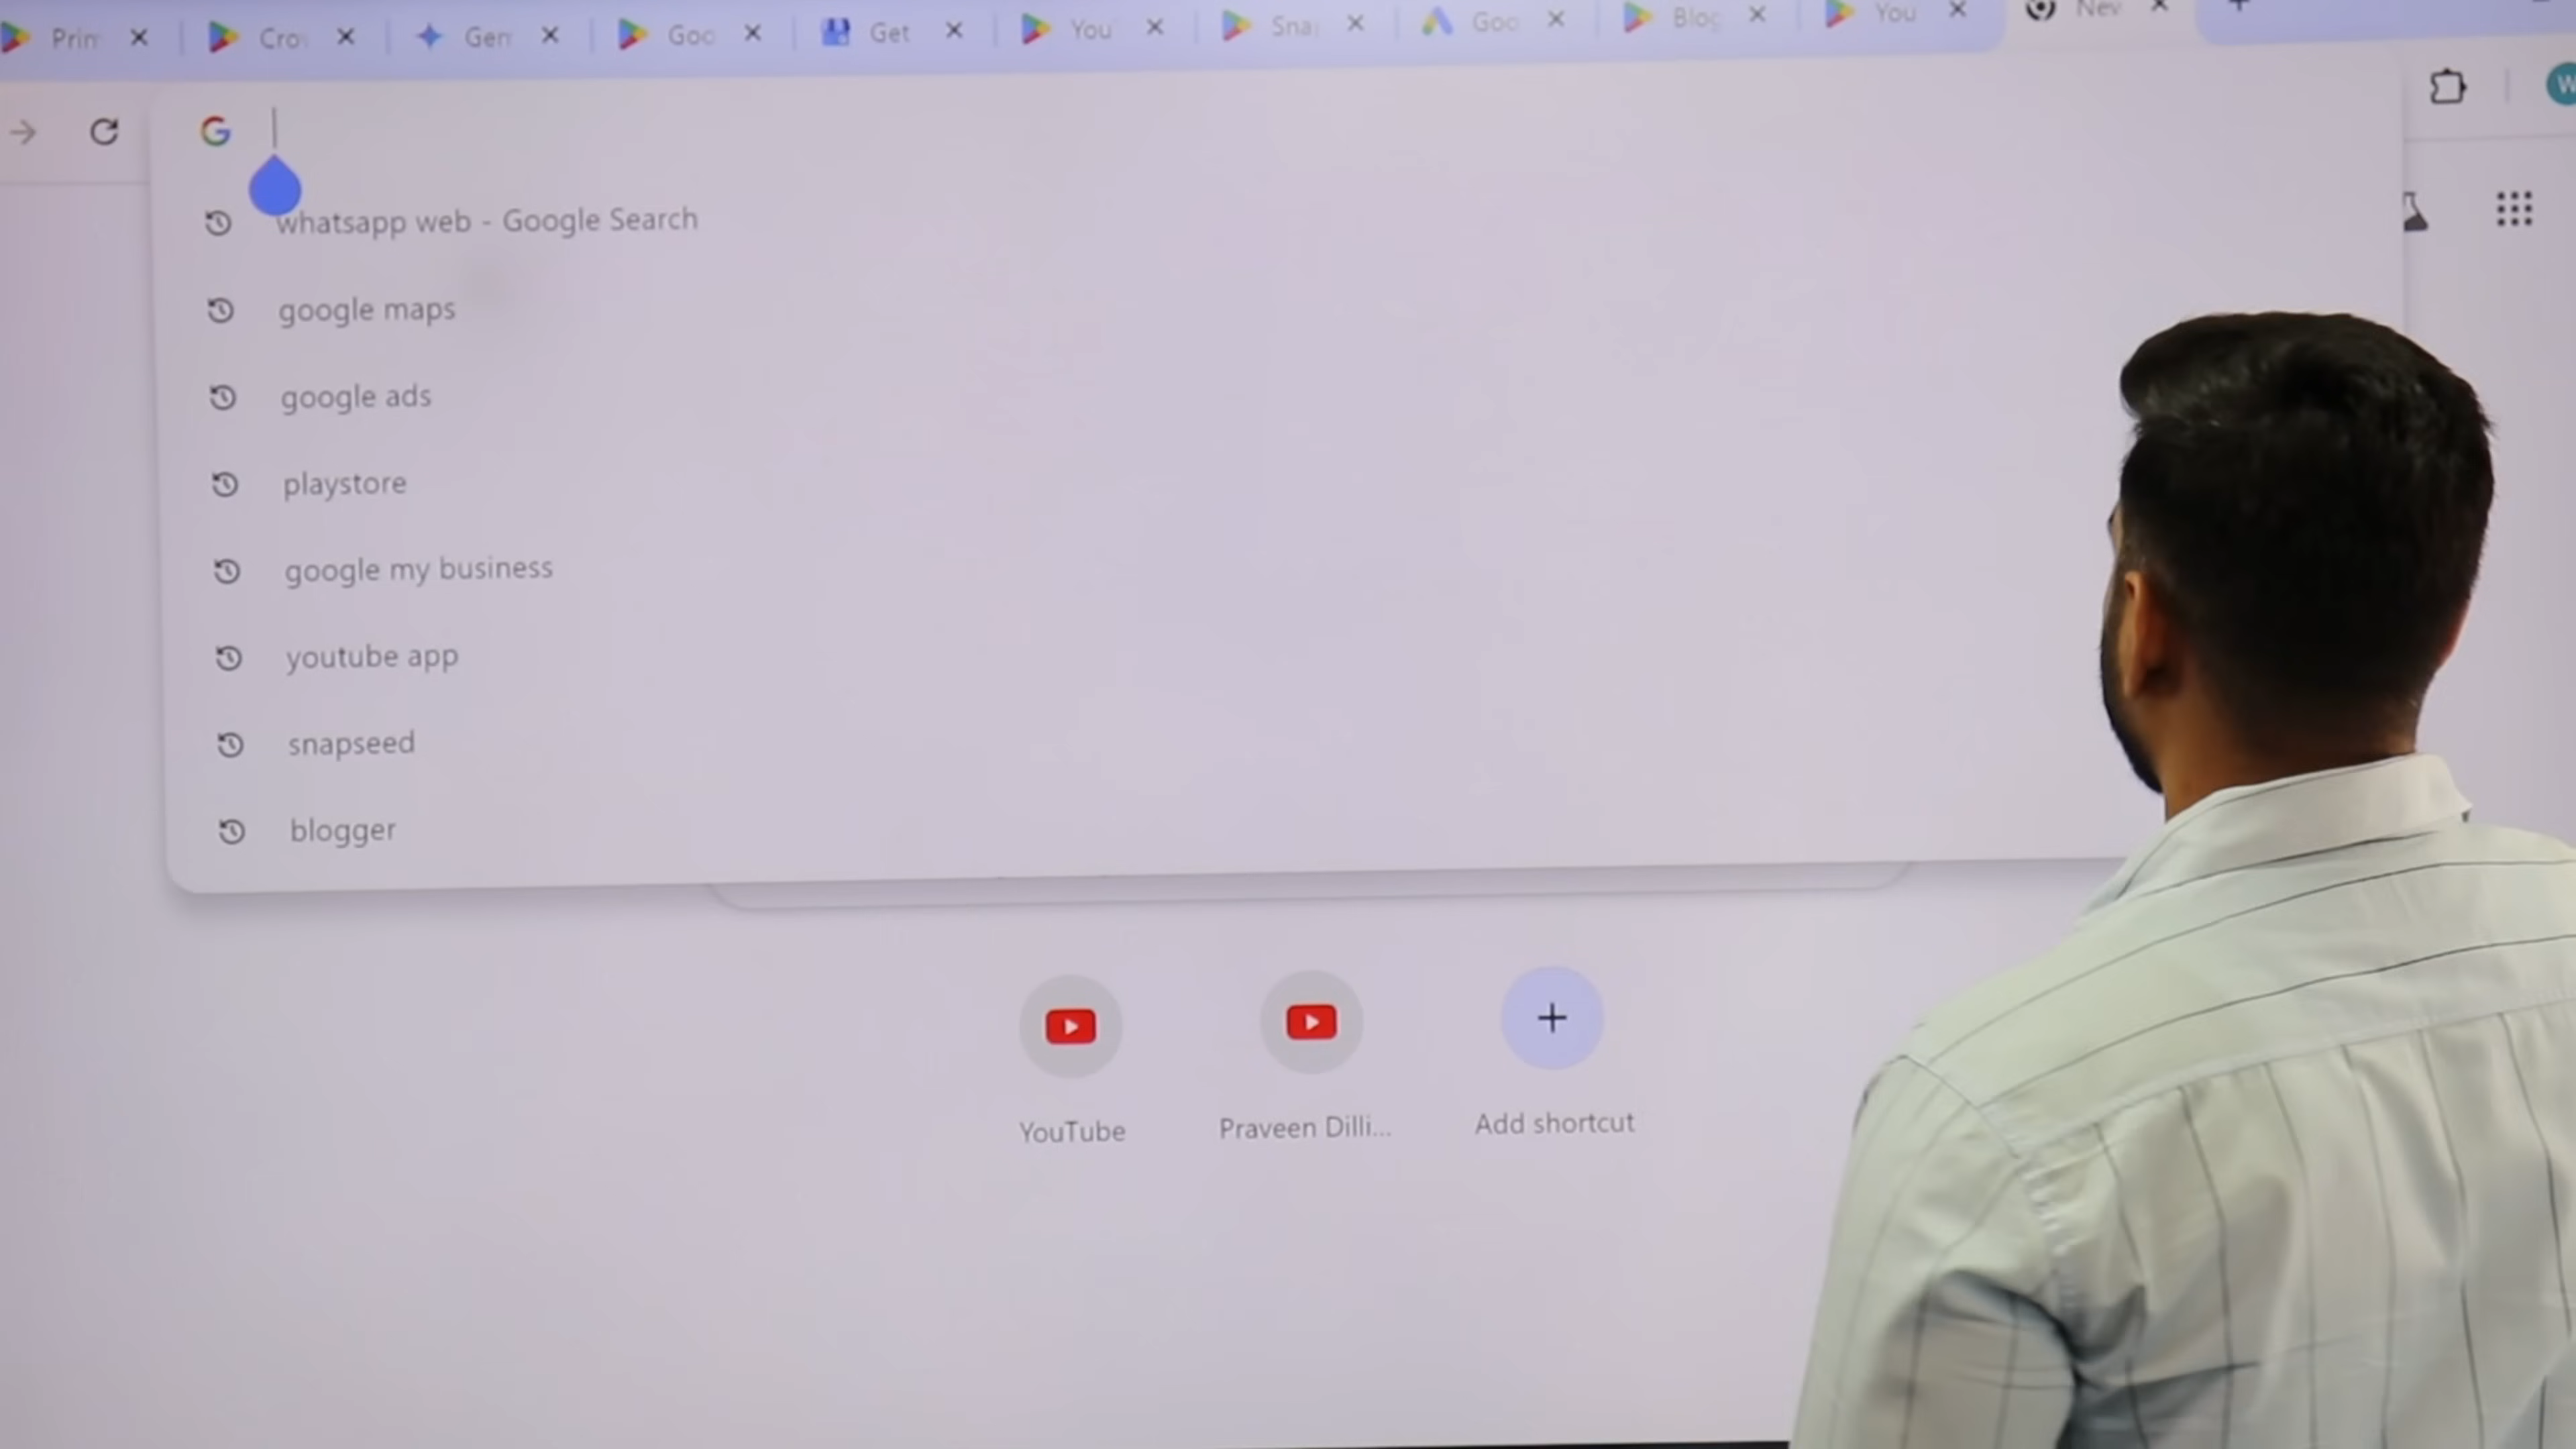 Prin
Cro
Gen
Goo
Get
You
Sna
Goo
Blog
You
New
W
whatsapp web - Google Search
google maps
google ads
playstore
google my business
youtube app
snapseed
blogger
YouTube
Praveen Dilli...
Add shortcut